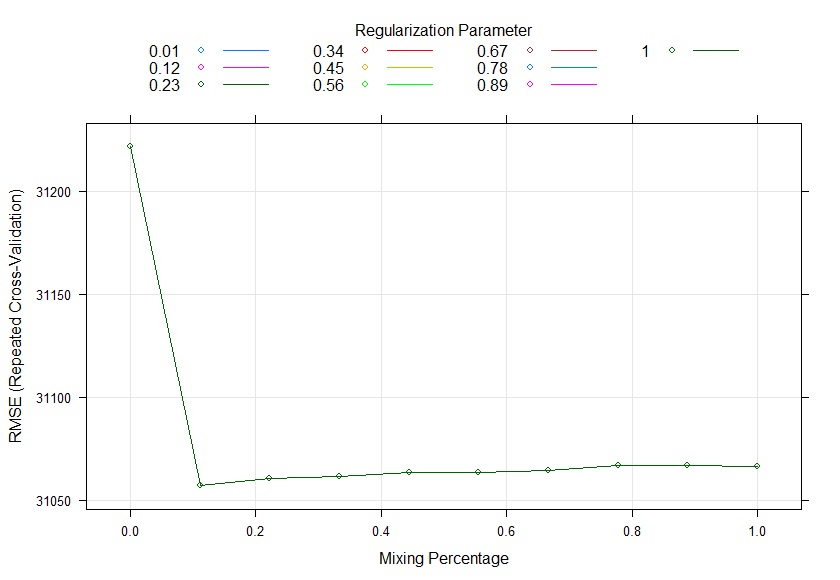 Regularization Parameter
0.01 0.34 0.67 1
0.12 0.45 0.78
0.23 0.56 0.89
RMSE (Repeated Cross-Validation)
31200
31150
31100
31050
0.0 0.2 0.4 0.6 0.8 1.0
Mixing Percentage